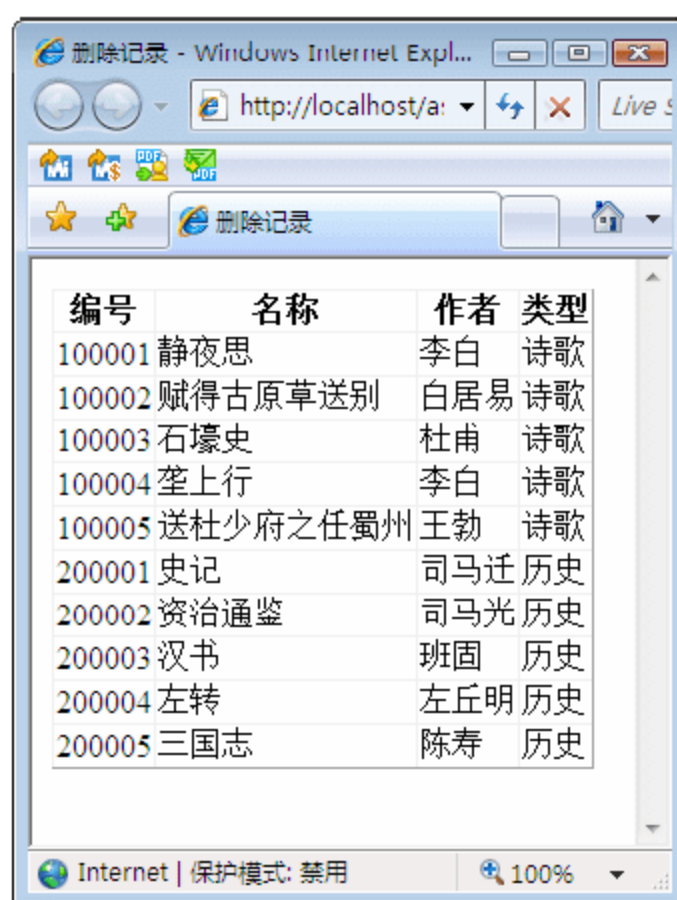 删除记录 - Windows Internet Expl...
http://localhost/a: Live S
删除记录
编号 名称 作者 类型
100001 静夜思 李白 诗歌
100002 赋得古原草送别 白居易 诗歌
100003 石壕史 杜甫 诗歌
100004 垄上行 李白 诗歌
100005 送杜少府之任蜀州 王勃 诗歌
200001 史记 司马迁 历史
200002 资治通鉴 司马光 历史
200003 汉书 班固 历史
200004 左转 左丘明 历史
200005 三国志 陈寿 历史
Internet | 保护模式: 禁用 100%